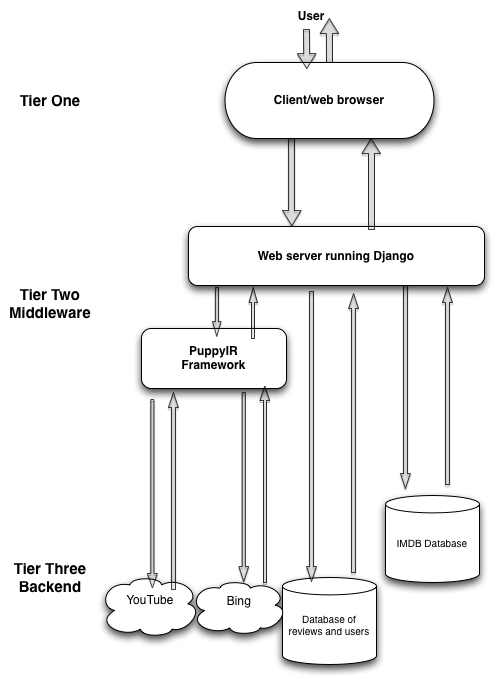 User
Tier One
Client/web browser
Web server running Django
Tier Two
Middleware
PuppyIR
Framework
IMDB Database
Tier Three
Backend
YouTube
Bing
Database of
reviews and users